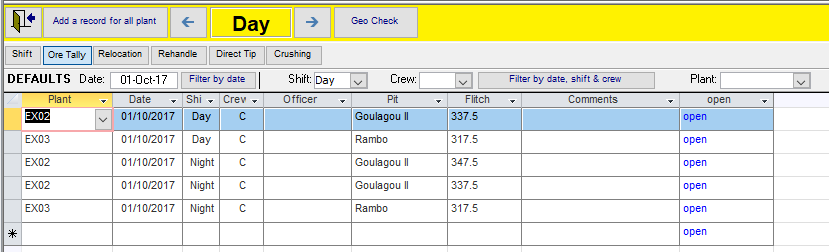 Add a record for all plant Day Geo Check
Shift Ore Tally Relocation Rehandle Direct Tip Crushing
DEFAULTS Date: 01-Oct-17 Filter by date Shift: Day Crew: Filter by date, shift & crew Plant:
Plant Date Shi Crew Officer Pit Flitch Comments open
EX02 01/10/2017 Day C Goulagou II 337.5 open
EX03 01/10/2017 Day C Rambo 317.5 open
EX02 01/10/2017 Night C Goulagou II 347.5 open
EX02 01/10/2017 Night C Goulagou II 337.5 open
EX03 01/10/2017 Night C Rambo 317.5 open
open